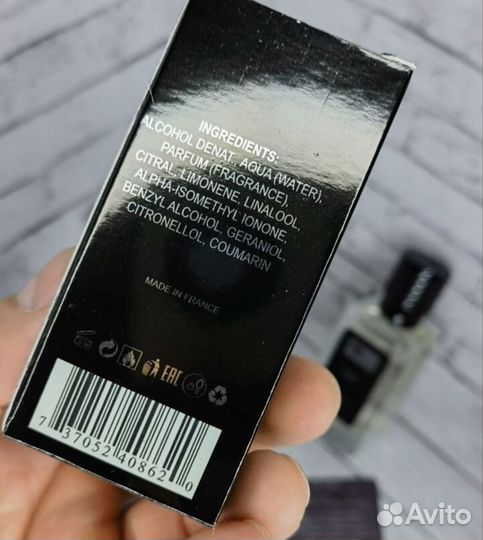 INGREDIENTS:
ALCOHOL DENAT., AQUA (WATER),
PARFUM (FRAGRANCE),
CITRAL, LIMONENE, LINALOOL,
ALPHA-ISOMETHYL IONONE,
BENZYL ALCOHOL, GERANIOL,
CITRONELLOL, COUMARIN
MADE IN FRANCE
EAC
7 37052 40862 0
Avito